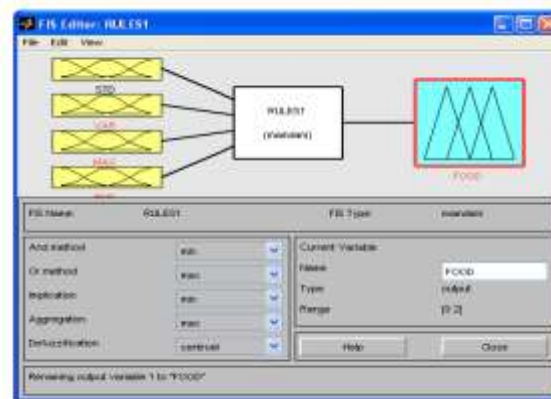 FIS Editor: RULES1
File Edit View
STD
VAR
MAX
RULES1
(mamdani)
FOOD
FIS Name: RULES1 FIS Type: mamdani
And method min
Or method max
Implication min
Aggregation max
Defuzzification centroid
Current Variable
Name FOOD
Type output
Range [0 2]
Help Close
Renaming output variable 1 to "FOOD"